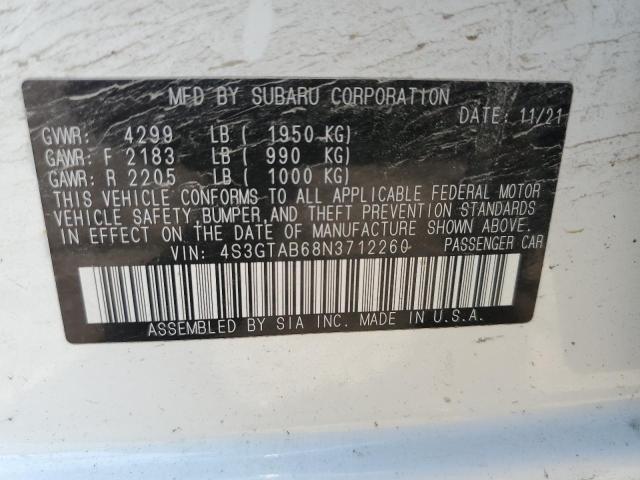 MFD BY SUBARU CORPORATION
DATE: 11/21
GVWR: 4299 LB ( 1950 KG)
GAWR: F 2183 LB ( 990 KG)
GAWR: R 2205 LB ( 1000 KG)
THIS VEHICLE CONFORMS TO ALL APPLICABLE FEDERAL MOTOR
VEHICLE SAFETY, BUMPER, AND THEFT PREVENTION STANDARDS
IN EFFECT ON THE DATE OF MANUFACTURE SHOWN ABOVE.
VIN: 4S3GTAB68N3712260 PASSENGER CAR
ASSEMBLED BY SIA INC. MADE IN U.S.A.